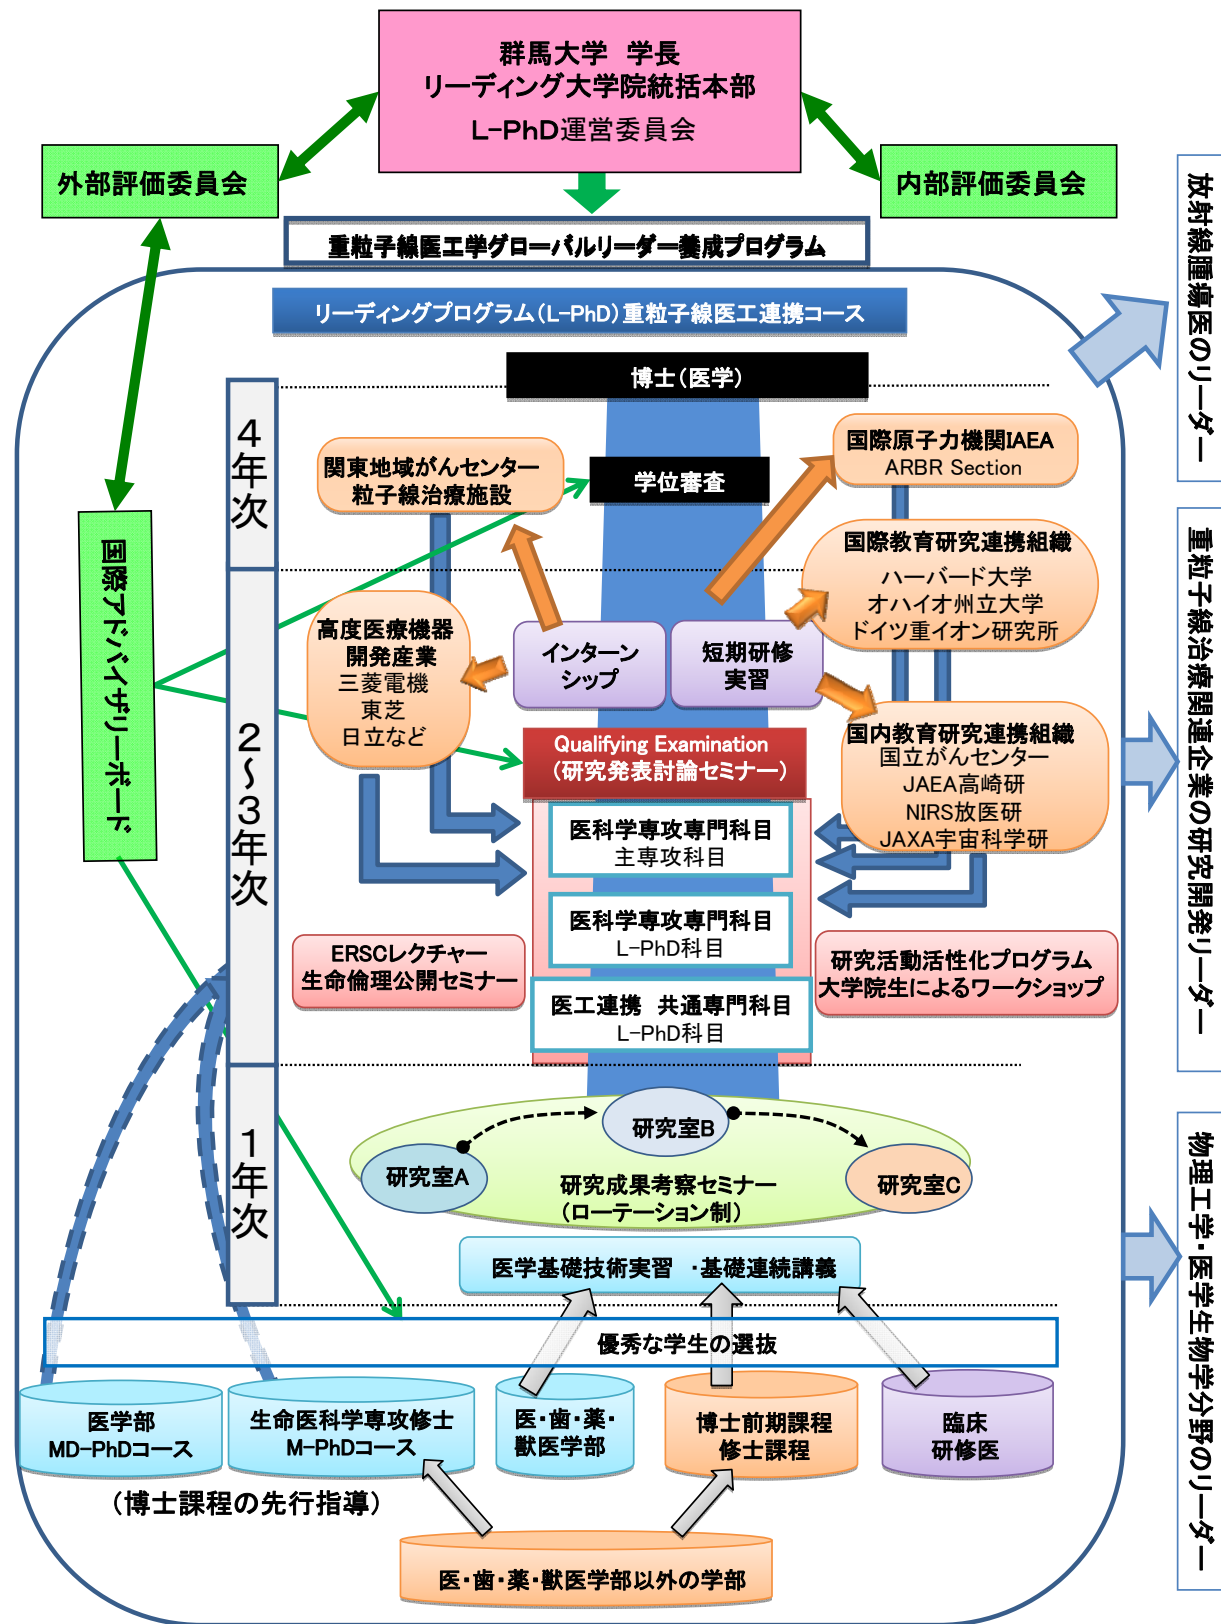 群馬大学 学長
リーディング大学院統括本部
L-PhD運営委員会
外部評価委員会
内部評価委員会
重粒子線医工学グローバルリーダー養成プログラム
リーディングプログラム(L-PhD)重粒子線医工連携コース
博士(医学)
4年次
関東地域がんセンター
粒子線治療施設
学位審査
国際原子力機関IAEA
ARBR Section
国際教育研究連携組織
ハーバード大学
オハイオ州立大学
ドイツ重イオン研究所
国際アドバイザリーボード
2~3年次
高度医療機器
開発産業
三菱電機
東芝
日立など
インターン
シップ
短期研修
実習
国内教育研究連携組織
国立がんセンター
JAEA高崎研
NIRS放医研
JAXA宇宙科学研
Qualifying Examination
(研究発表討論セミナー)
医科学専攻専門科目
主専攻科目
医科学専攻専門科目
L-PhD科目
医工連携 共通専門科目
L-PhD科目
ERSCレクチャー
生命倫理公開セミナー
研究活動活性化プログラム
大学院生によるワークショップ
1年次
研究室A
研究室B
研究室C
研究成果考察セミナー
(ローテーション制)
医学基礎技術実習 ・基礎連続講義
優秀な学生の選抜
医学部
MD-PhDコース
生命医科学専攻修士
M-PhDコース
医・歯・薬・
獣医学部
博士前期課程
修士課程
臨床
研修医
(博士課程の先行指導)
医・歯・薬・獣医学部以外の学部
放射線腫瘍医のリーダー
重粒子線治療関連企業の研究開発リーダー
物理工学・医学生物学分野のリーダー